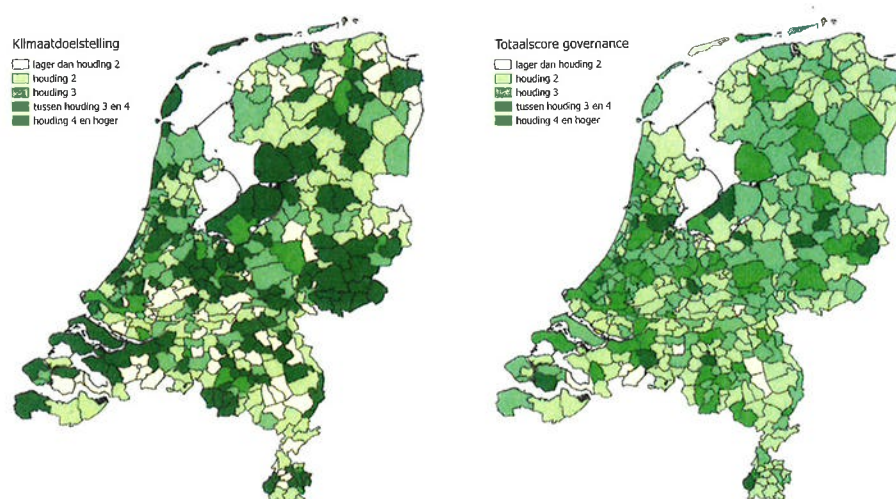 Klimaatdoelstelling
lager dan houding 2
houding 2
houding 3
tussen houding 3 en 4
houding 4 en hoger
Totaalscore governance
lager dan houding 2
houding 2
houding 3
tussen houding 3 en 4
houding 4 en hoger